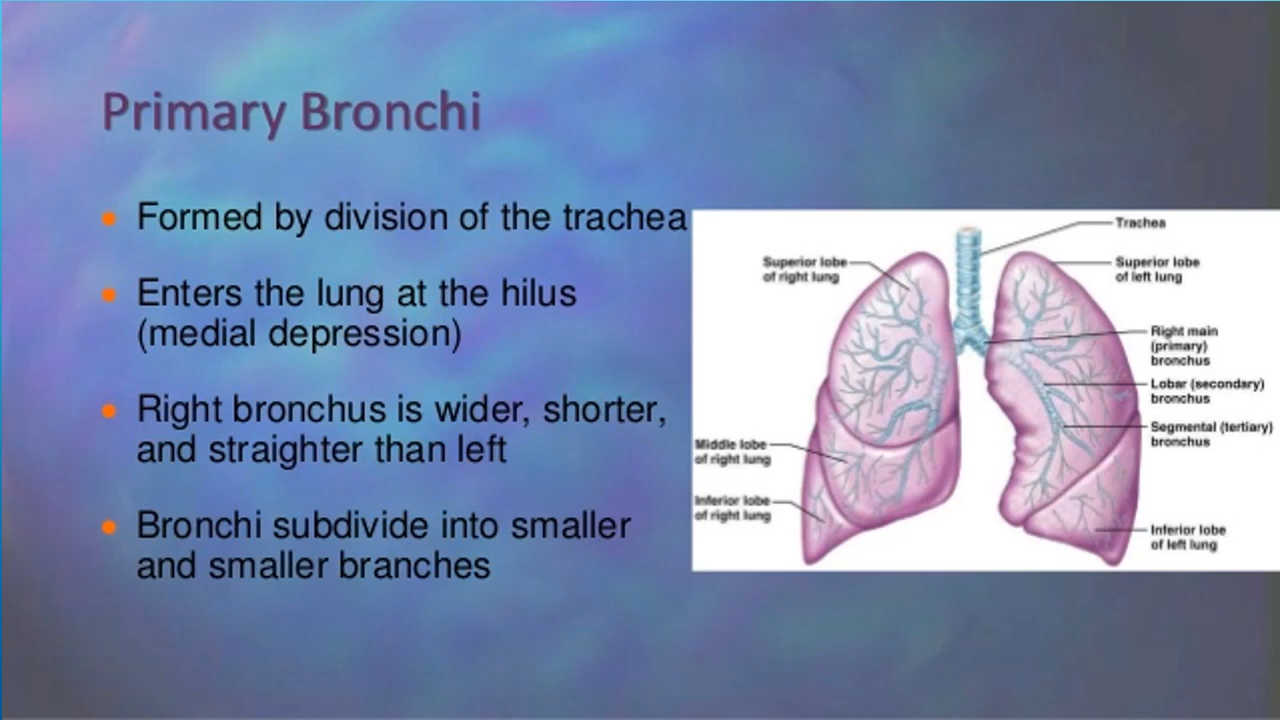 Primary Bronchi
• Formed by division of the trachea
• Enters the lung at the hilus
(medial depression)
• Right bronchus is wider, shorter,
and straighter than left
• Bronchi subdivide into smaller
and smaller branches
Trachea
Superior lobe
of right lung
Superior lobe
of left lung
Right main
(primary)
bronchus
Lobar (secondary)
bronchus
Segmental (tertiary)
bronchus
Middle lobe
of right lung
Inferior lobe
of right lung
Inferior lobe
of left lung